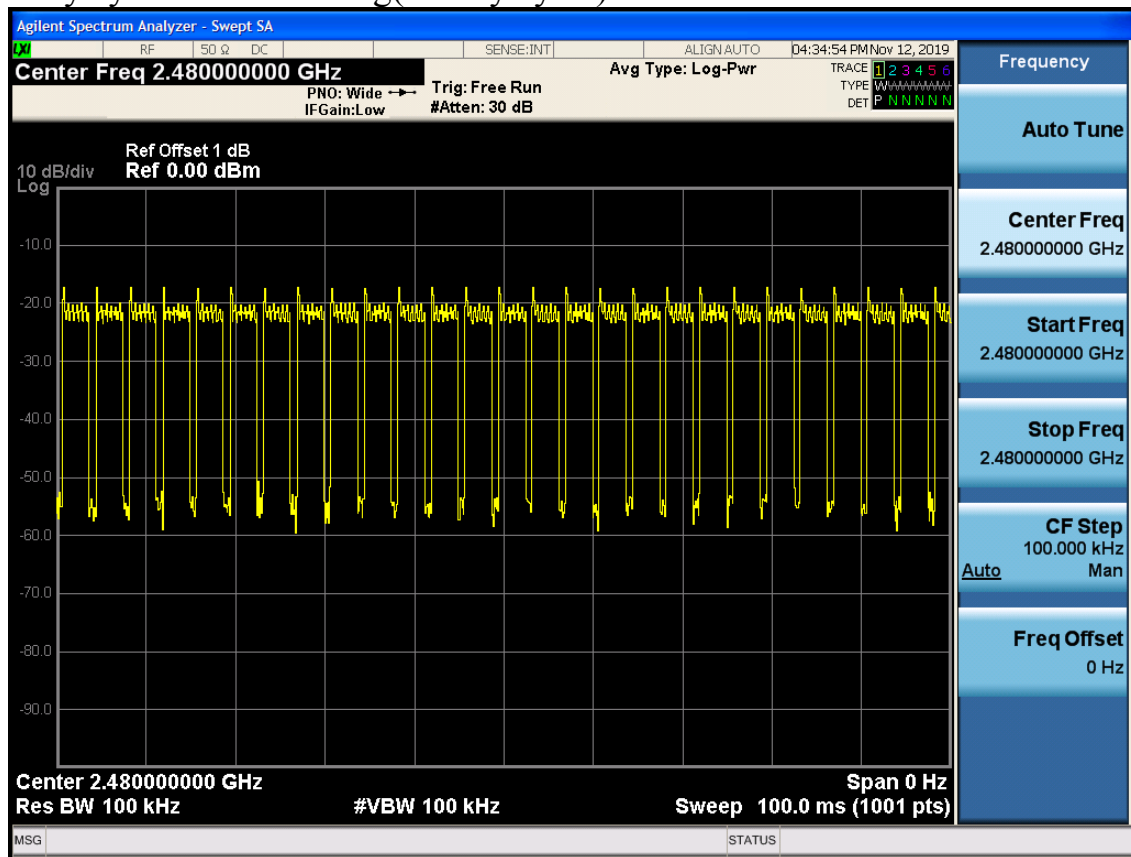 Agilent Spectrum Analyzer - Swept SA
LXI RF 50 Ω DC SENSE:INT ALIGN AUTO 04:34:54 PM Nov 12, 2019
Center Freq 2.480000000 GHz
PNO: Wide
IFGain:Low
Trig: Free Run
#Atten: 30 dB
Avg Type: Log-Pwr
TRACE 1 2 3 4 5 6
TYPE WWWWWW
DET P N N N N N
Ref Offset 1 dB
10 dB/div Ref 0.00 dBm
Log
-10.0
-20.0
-30.0
-40.0
-50.0
-60.0
-70.0
-80.0
-90.0
Center 2.480000000 GHz Span 0 Hz
Res BW 100 kHz #VBW 100 kHz Sweep 100.0 ms (1001 pts)
MSG STATUS
Frequency
Auto Tune
Center Freq
2.480000000 GHz
Start Freq
2.480000000 GHz
Stop Freq
2.480000000 GHz
CF Step
100.000 kHz
Auto Man
Freq Offset
0 Hz